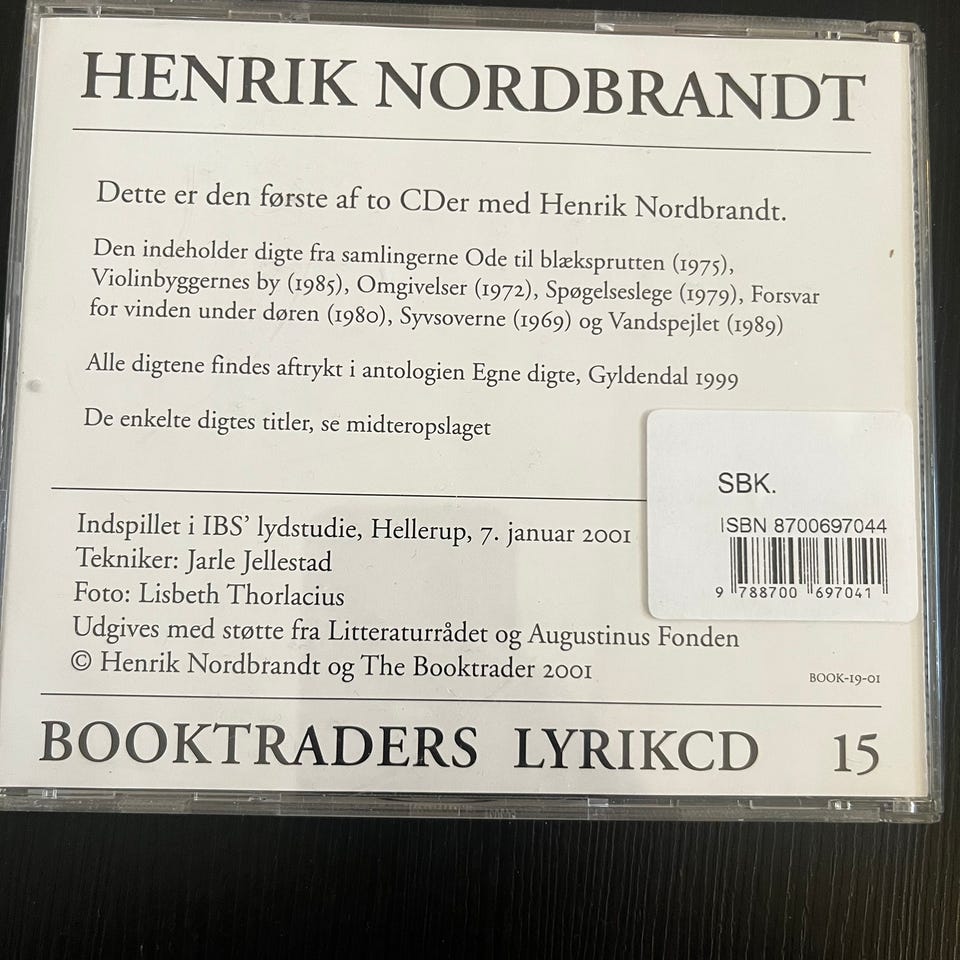 HENRIK NORDBRANDT
Dette er den første af to CDer med Henrik Nordbrandt.
Den indeholder digte fra samlingerne Ode til blæksprutten (1975),
Violinbyggernes by (1985), Omgivelser (1972), Spøgelseslege (1979), Forsvar
for vinden under døren (1980), Syvsoverne (1969) og Vandspejlet (1989)
Alle digtene findes aftrykt i antologien Egne digte, Gyldendal 1999
De enkelte digtes titler, se midteropslaget
SBK.
ISBN 8700697044
9 788700 697041
Indspillet i IBS’ lydstudie, Hellerup, 7. januar 2001
Tekniker: Jarle Jellestad
Foto: Lisbeth Thorlacius
Udgives med støtte fra Litteraturrådet og Augustinus Fonden
© Henrik Nordbrandt og The Booktrader 2001
BOOK-19-01
BOOKTRADERS LYRIKCD 15